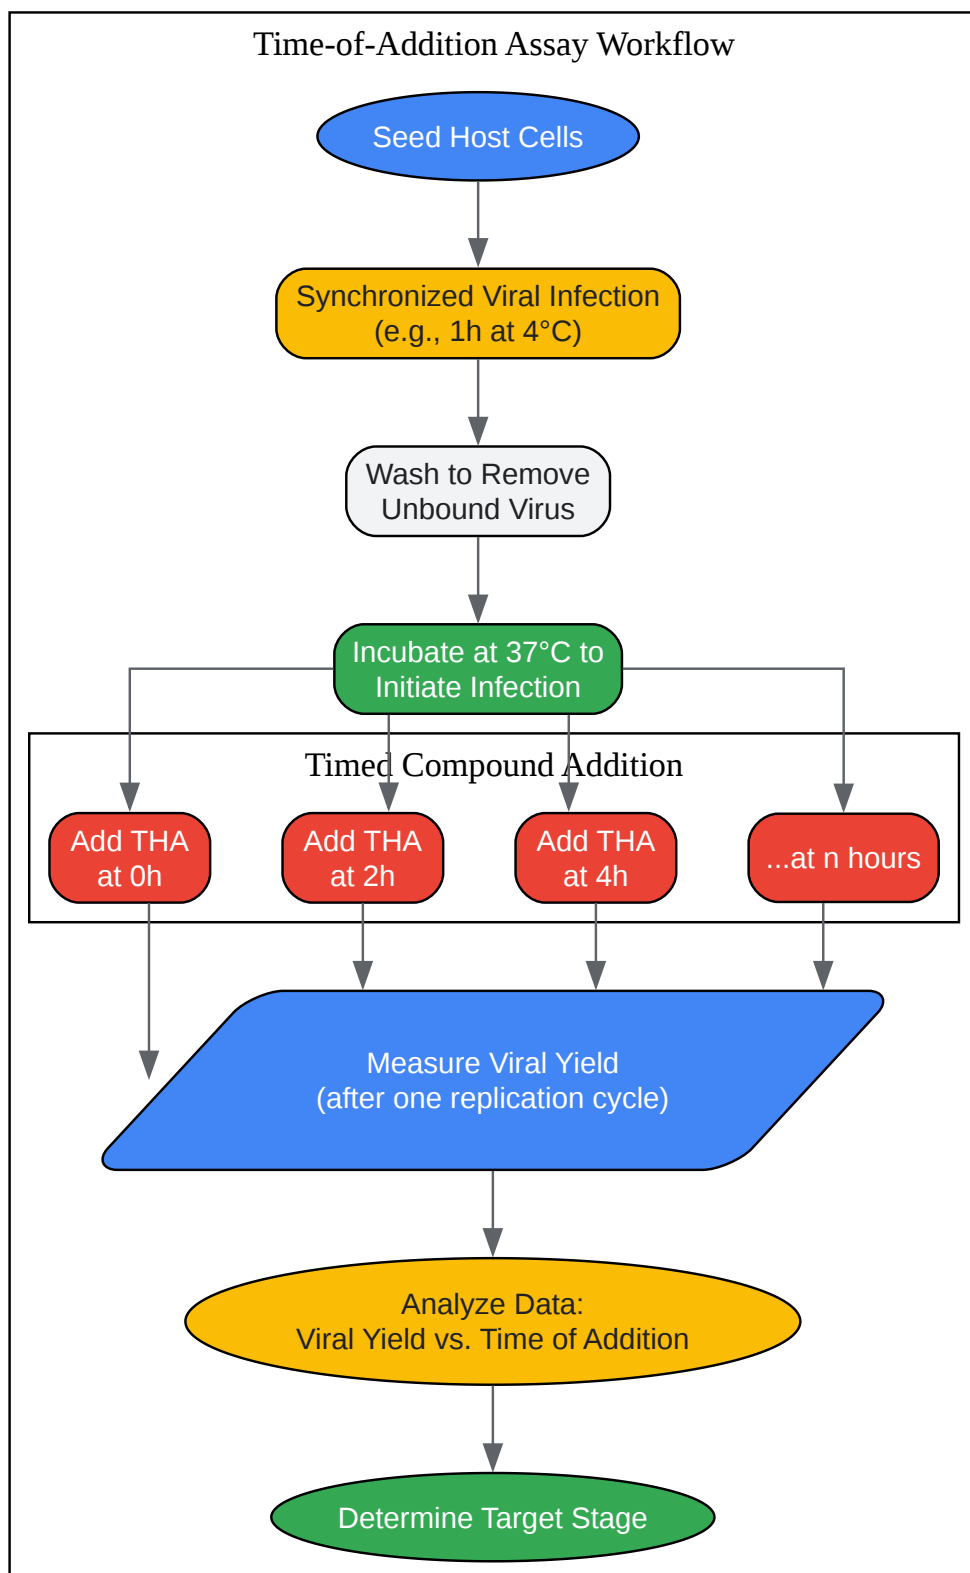 Time-of-Addition Assay Workflow
Seed Host Cells
Synchronized Viral Infection
(e.g., 1h at 4°C)
Wash to Remove
Unbound Virus
Incubate at 37°C to
Initiate Infection
Timed Compound Addition
Add THA
at 0h
Add THA
at 2h
Add THA
at 4h
...at n hours
Measure Viral Yield
(after one replication cycle)
Analyze Data:
Viral Yield vs. Time of Addition
Determine Target Stage